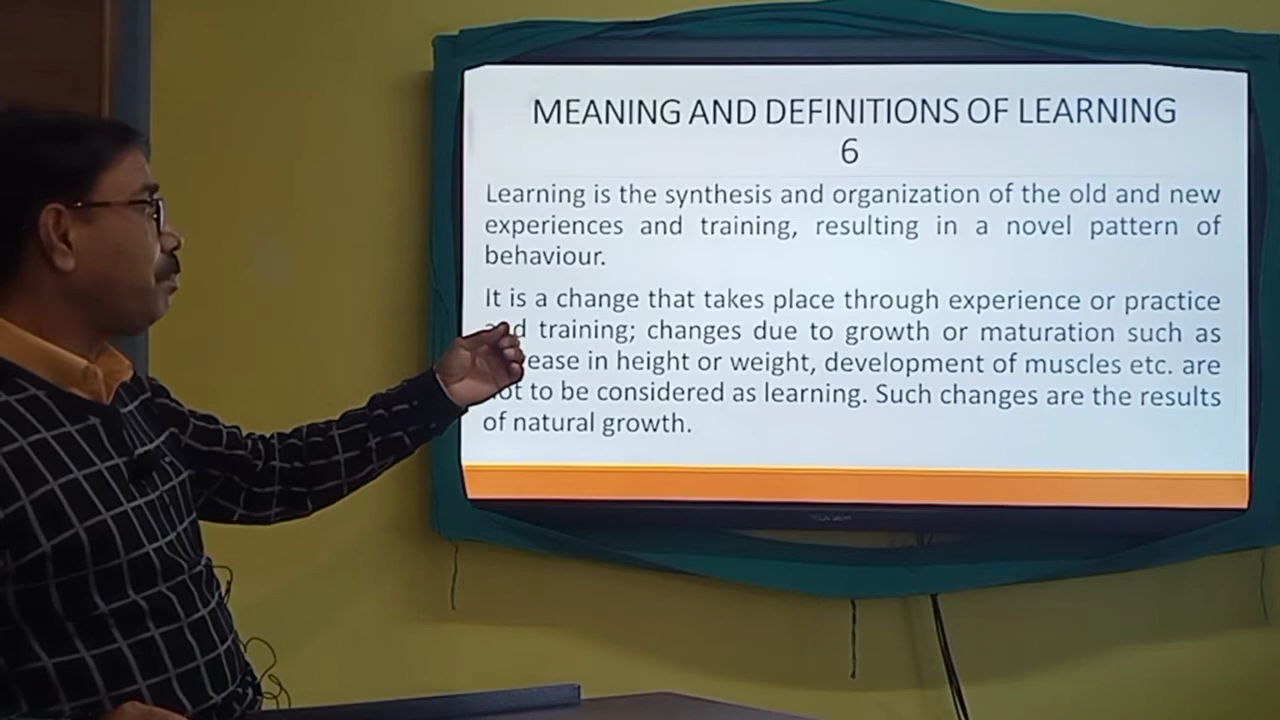 MEANING AND DEFINITIONS OF LEARNING
6
Learning is the synthesis and organization of the old and new
experiences and training, resulting in a novel pattern of
behaviour.
It is a change that takes place through experience or practice
and training; changes due to growth or maturation such as
in height or weight, development of muscles etc. are
not to be considered as learning. Such changes are the results
of natural growth.